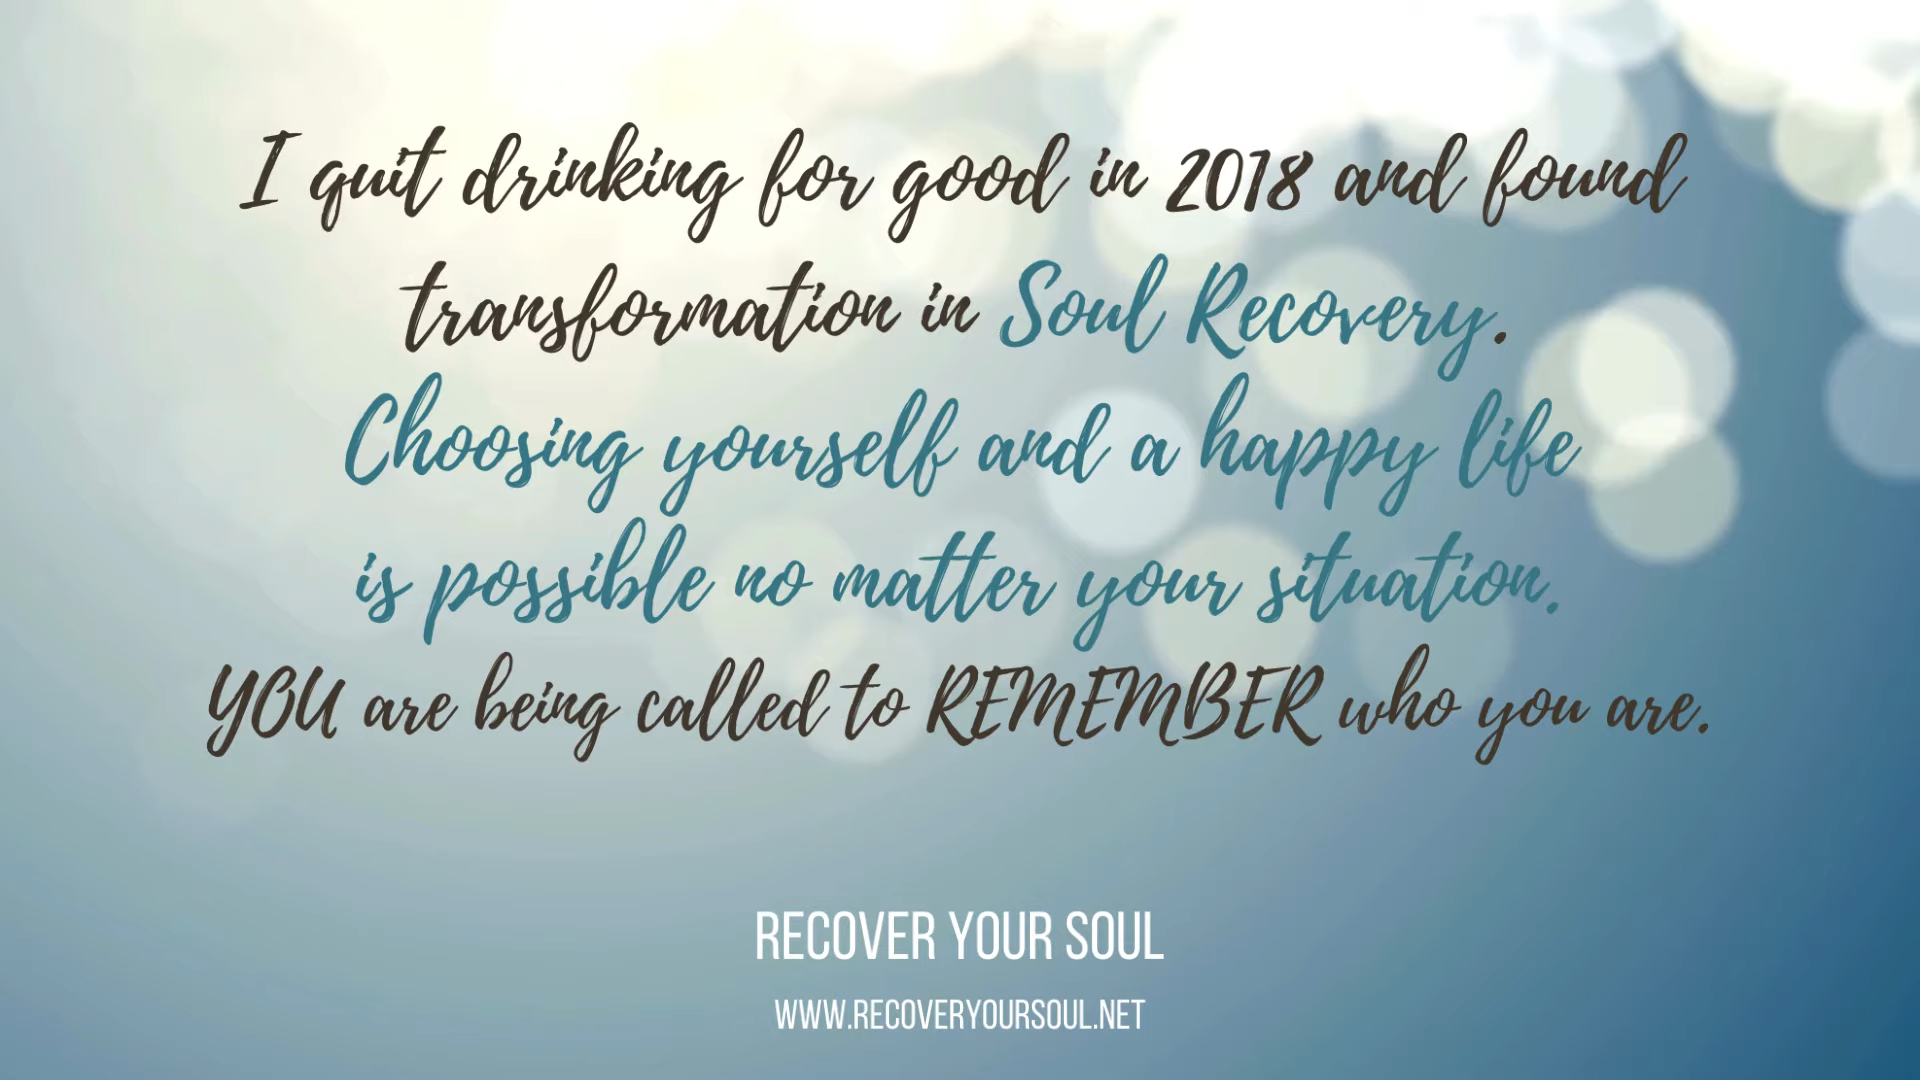 I quit drinking for good in 2018 and found
transformation in Soul Recovery.
Choosing yourself and a happy life
is possible no matter your situation.
YOU are being called to REMEMBER who you are.
RECOVER YOUR SOUL
WWW.RECOVERYOURSOUL.NET